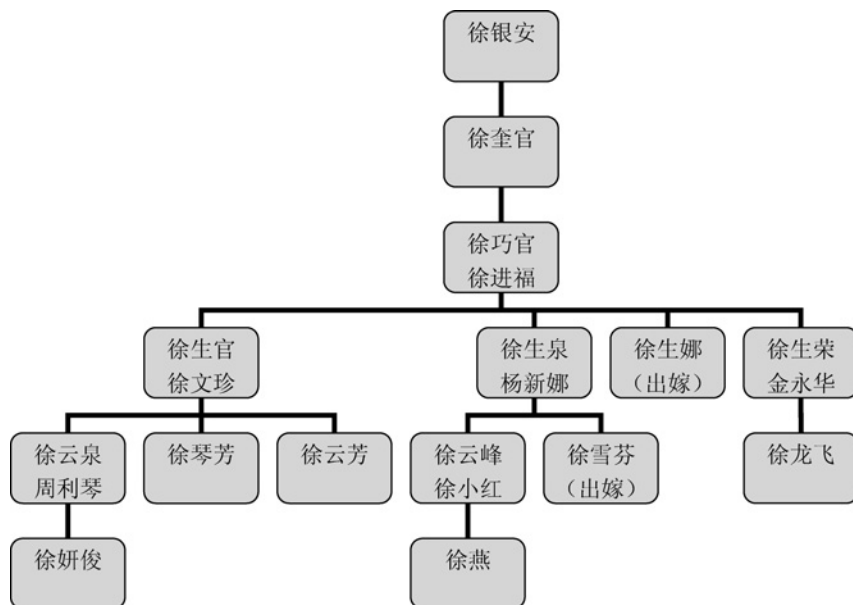 徐银安
徐奎官
徐巧官
徐进福
徐生官
徐文珍
徐生泉
杨新娜
徐生娜
（出嫁）
徐生荣
金永华
徐云泉
周利琴
徐琴芳
徐云芳
徐云峰
徐小红
徐雪芬
（出嫁）
徐龙飞
徐妍俊
徐燕